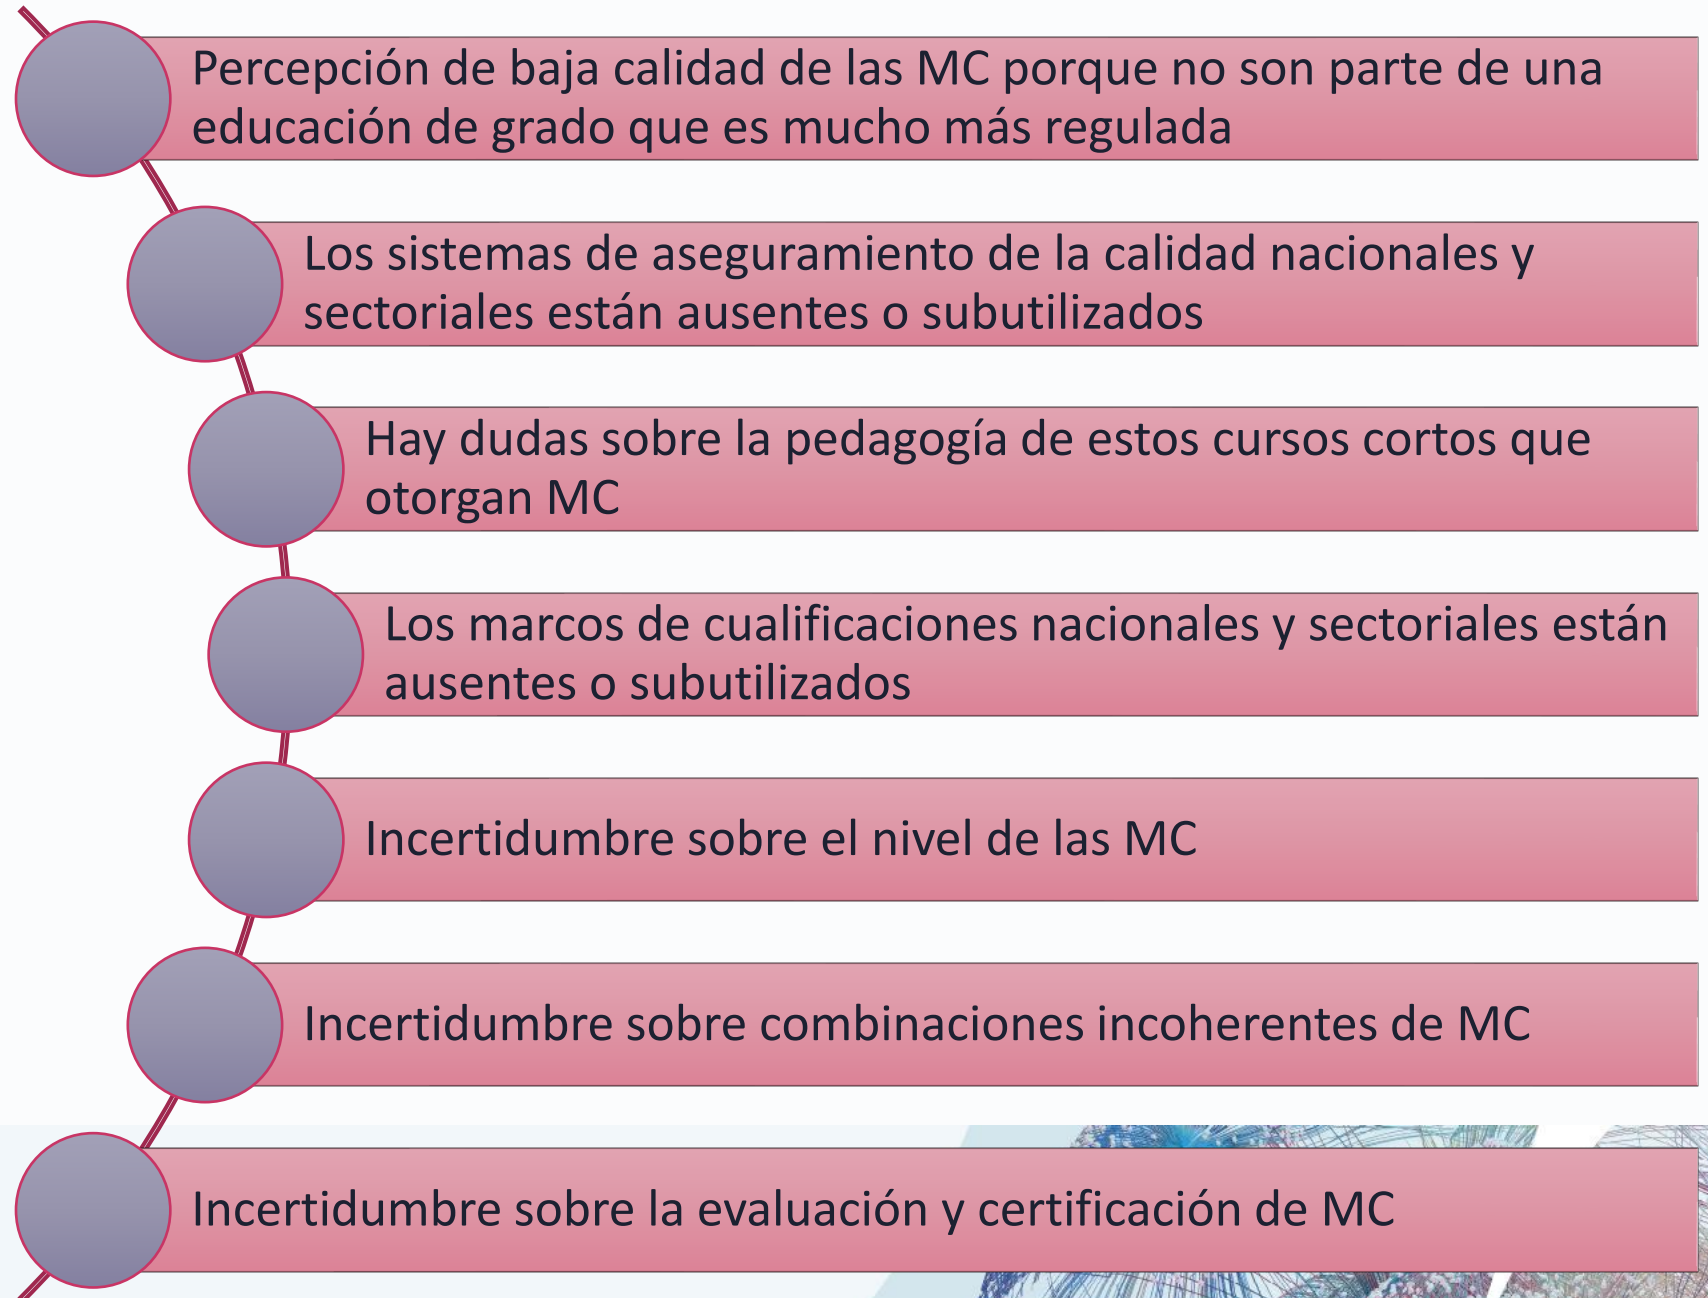 Percepción de baja calidad de las MC porque no son parte de una
educación de grado que es mucho más regulada
Los sistemas de aseguramiento de la calidad nacionales y
sectoriales están ausentes o subutilizados
Hay dudas sobre la pedagogía de estos cursos cortos que
otorgan MC
Los marcos de cualificaciones nacionales y sectoriales están
ausentes o subutilizados
Incertidumbre sobre el nivel de las MC
Incertidumbre sobre combinaciones incoherentes de MC
Incertidumbre sobre la evaluación y certificación de MC